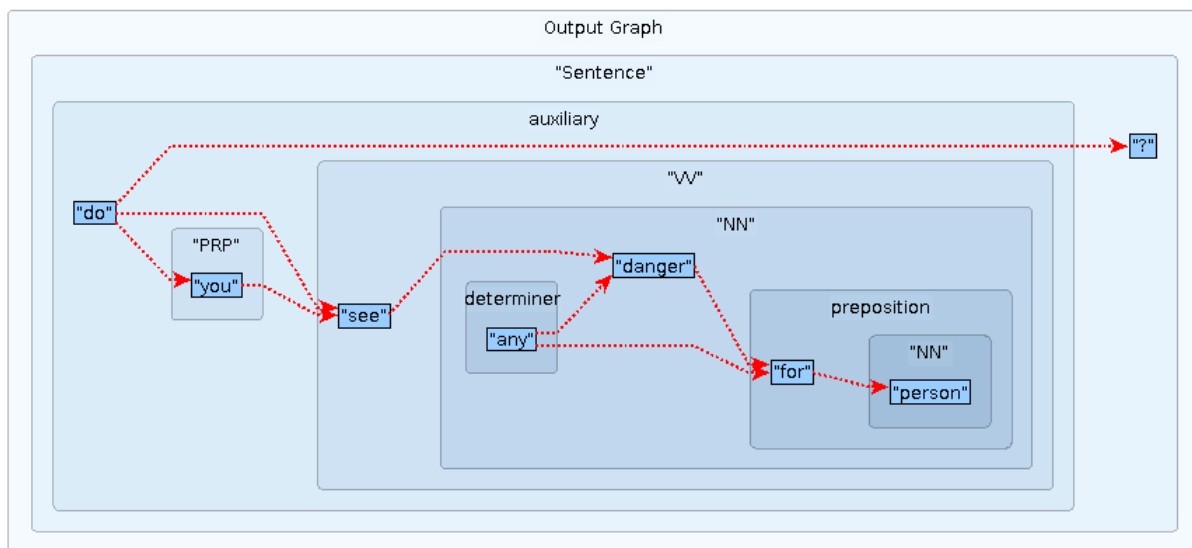 Output Graph
"Sentence"
auxiliary
"?"
"VV"
"do"
"NN"
"PRP"
"danger"
"you"
determiner
preposition
"see"
"any"
"NN"
"for"
"person"